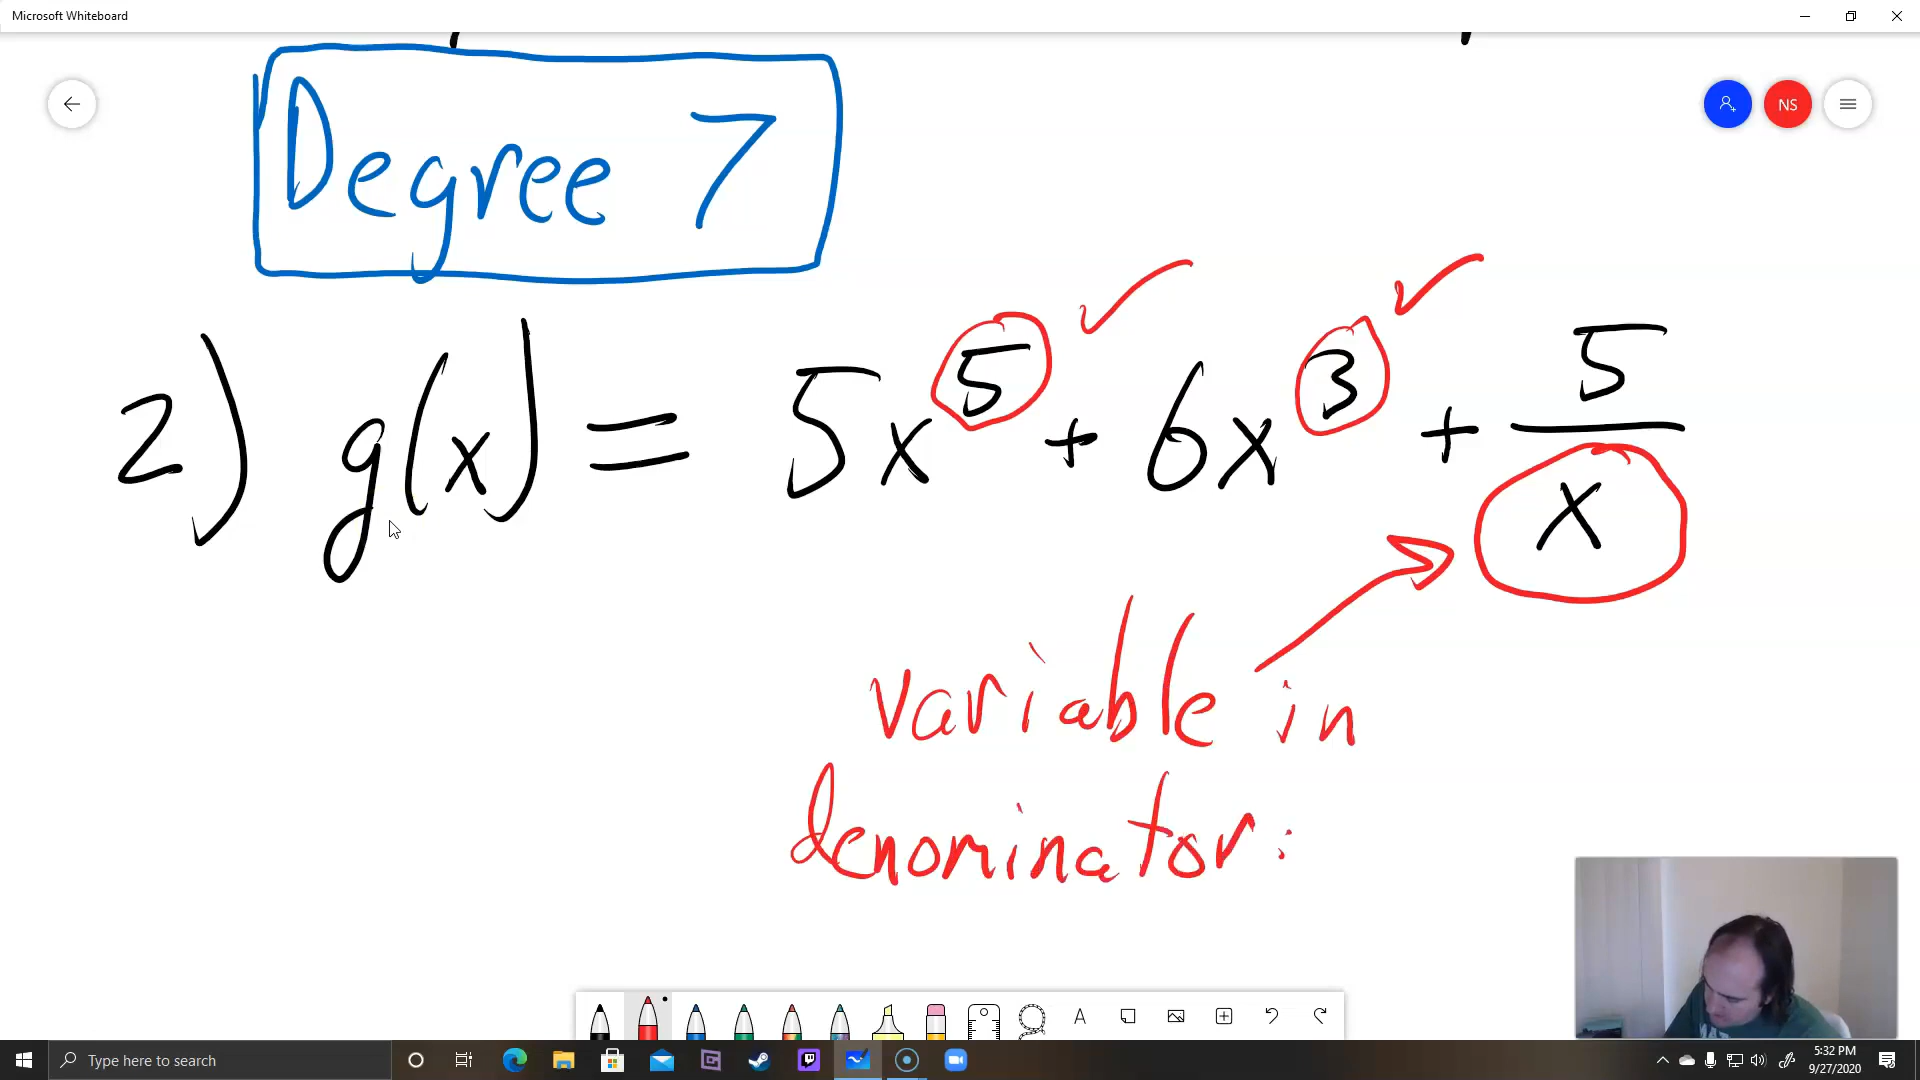 Microsoft Whiteboard
Degree 7
NS
2) g(x) = 5x^5 + 6x^3 + 5/x
variable in
denominator:
A
Type here to search
5:32 PM
9/27/2020